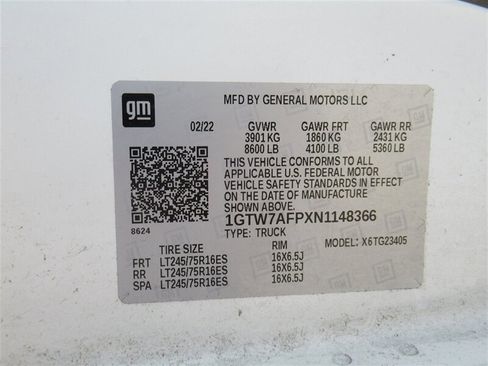 gm
MFD BY GENERAL MOTORS LLC
02/22 GVWR GAWR FRT GAWR RR
3901 KG 1860 KG 2431 KG
8600 LB 4100 LB 5360 LB
THIS VEHICLE CONFORMS TO ALL
APPLICABLE U.S. FEDERAL MOTOR
VEHICLE SAFETY STANDARDS IN EFFECT
ON THE DATE OF MANUFACTURE
SHOWN ABOVE.
8624 1GTW7AFPXN1148366
TYPE: TRUCK MODEL: X6TG23405
TIRE SIZE RIM
FRT LT245/75R16ES 16X6.5J
RR LT245/75R16ES 16X6.5J
SPA LT245/75R16ES 16X6.5J